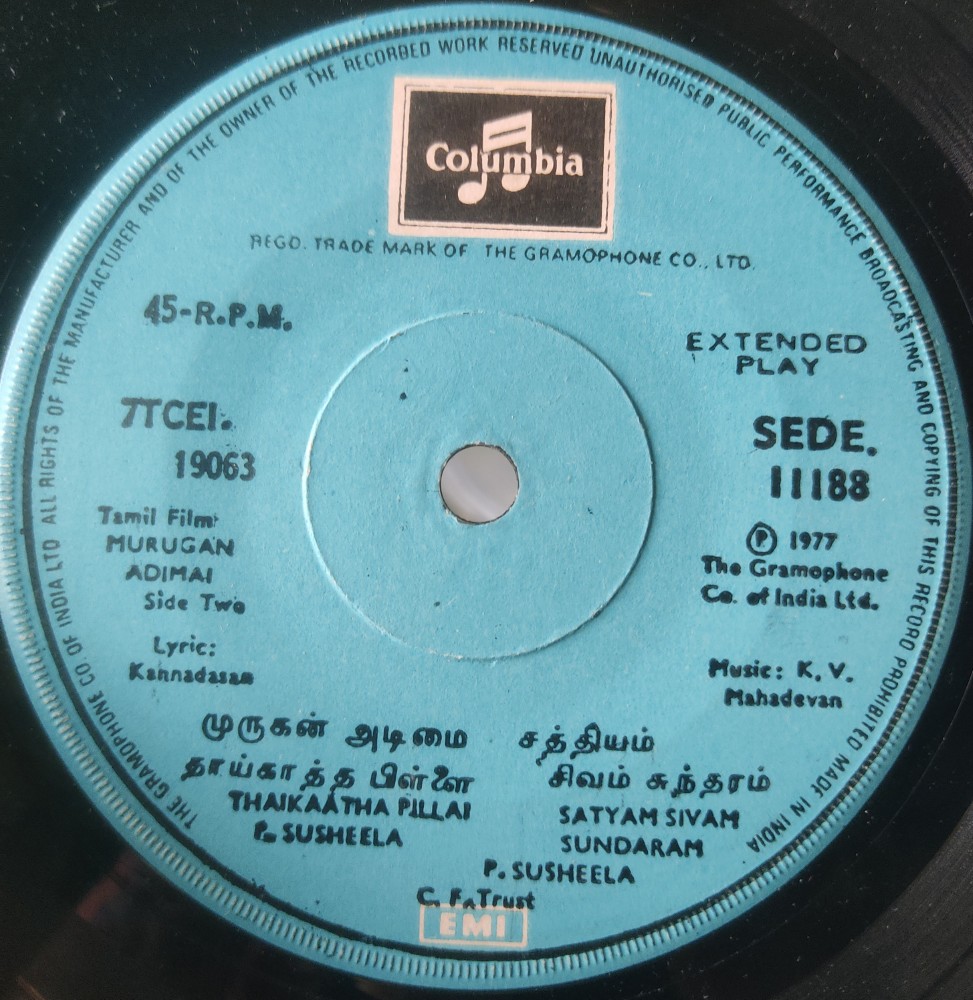 THE GRAMOPHONE CO OF INDIA LTD ALL RIGHTS OF THE MANUFACTURER AND OF THE OWNER OF THE RECORDED WORK RESERVED UNAUTHORISED PUBLIC PERFORMANCE BROADCASTING AND COPYING OF THIS RECORD PROHIBITED MADE IN INDIA
Columbia
REGD. TRADE MARK OF THE GRAMOPHONE CO., LTD.
45-R.P.M.
EXTENDED
PLAY
7TCEI.
19063
SEDE.
11188
Tamil Film:
MURUGAN
ADIMAI
Side Two
Ⓟ 1977
The Gramophone
Co. of India Ltd.
Lyric:
Kannadasan
Music: K. V.
Mahadevan
முருகன் அடிமை
தாய்காத்த பிள்ளை
THAIKAATHA PILLAI
P. SUSHEELA
சத்தியம்
சிவம் சுந்தரம்
SATYAM SIVAM
SUNDARAM
P. SUSHEELA
C. F. Trust
EMI